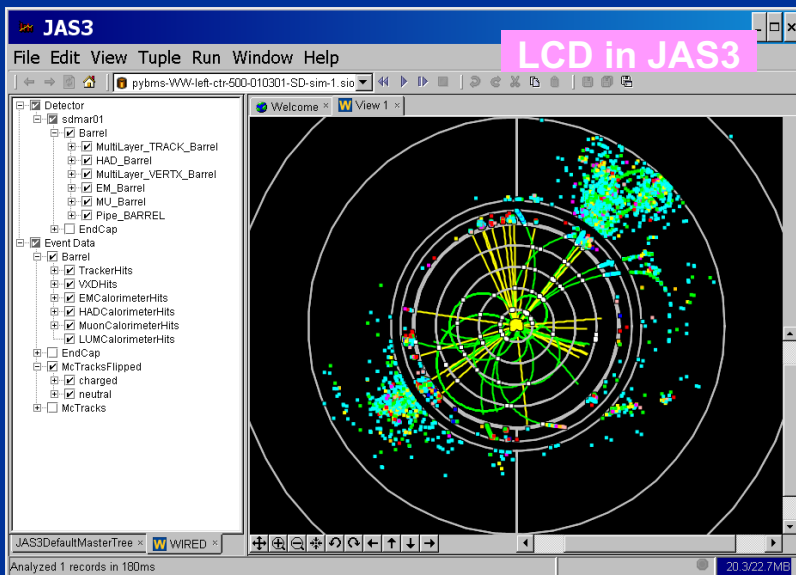 JAS3
LCD in JAS3
File Edit View Tuple Run Window Help
pybms-WW-left-ctr-500-010301-SD-sim-1.sio
Welcome
W View 1
Detector
sdmar01
Barrel
MultiLayer_TRACK_Barrel
HAD_Barrel
MultiLayer_VERTX_Barrel
EM_Barrel
MU_Barrel
Pipe_BARREL
EndCap
Event Data
Barrel
TrackerHits
VXDHits
EMCalorimeterHits
HADCalorimeterHits
MuonCalorimeterHits
LUMCalorimeterHits
EndCap
McTracksFlipped
charged
neutral
McTracks
JAS3DefaultMasterTree
W WIRED
Analyzed 1 records in 180ms
20.3/22.7MB